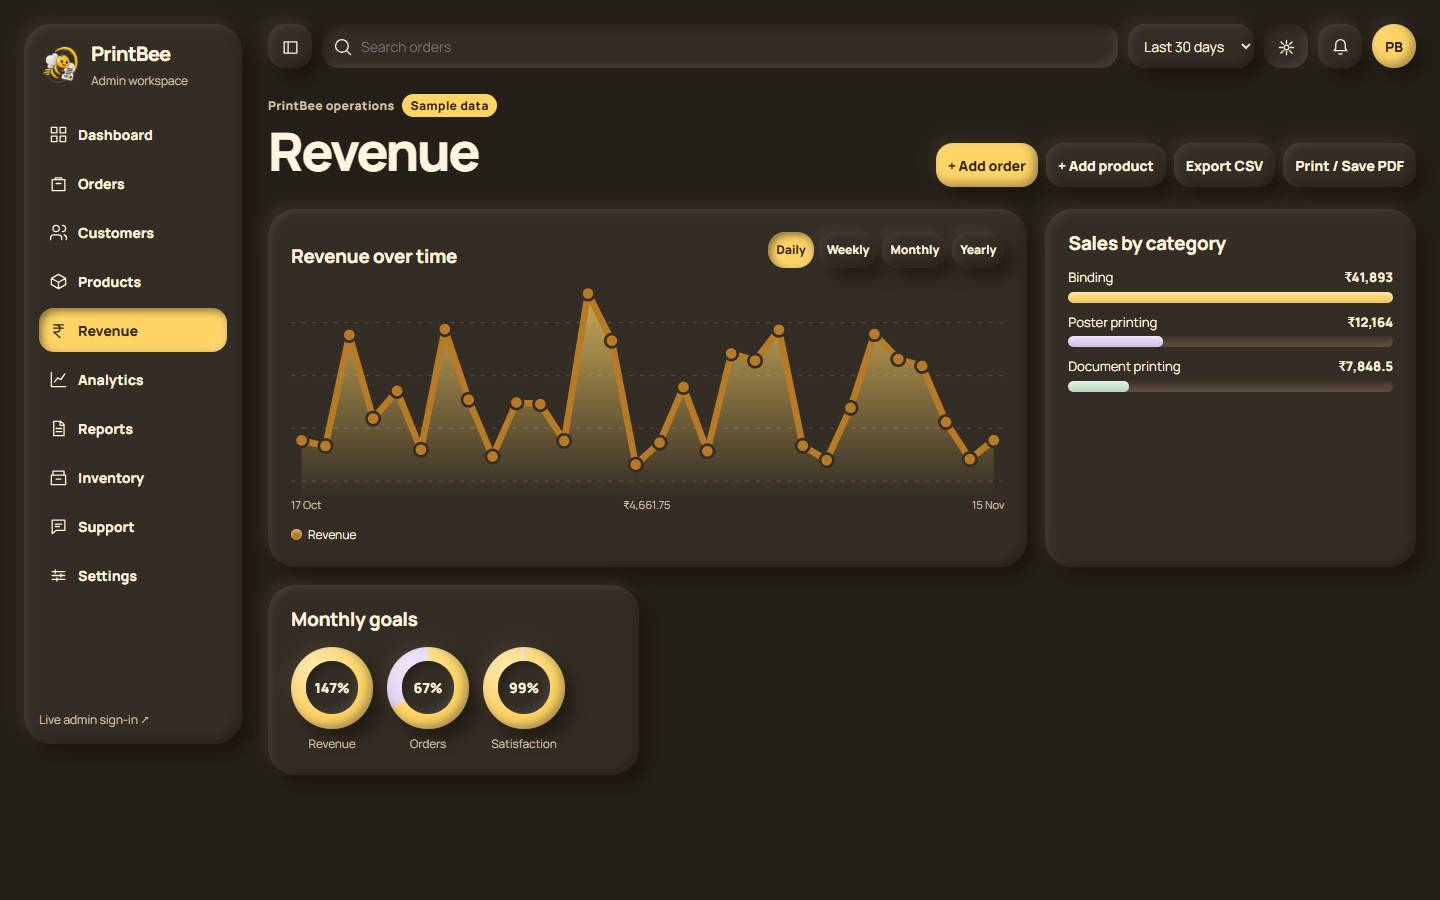 PrintBee
Admin workspace
Dashboard
Orders
Customers
Products
Revenue
Analytics
Reports
Inventory
Support
Settings
Live admin sign-in ↗
Search orders
Last 30 days
PB
PrintBee operations
Sample data
Revenue
+ Add order
+ Add product
Export CSV
Print / Save PDF
Revenue over time
Daily
Weekly
Monthly
Yearly
17 Oct
₹4,661.75
15 Nov
Revenue
Sales by category
Binding ₹41,893
Poster printing ₹12,164
Document printing ₹7,848.5
Monthly goals
147%
67%
99%
Revenue
Orders
Satisfaction